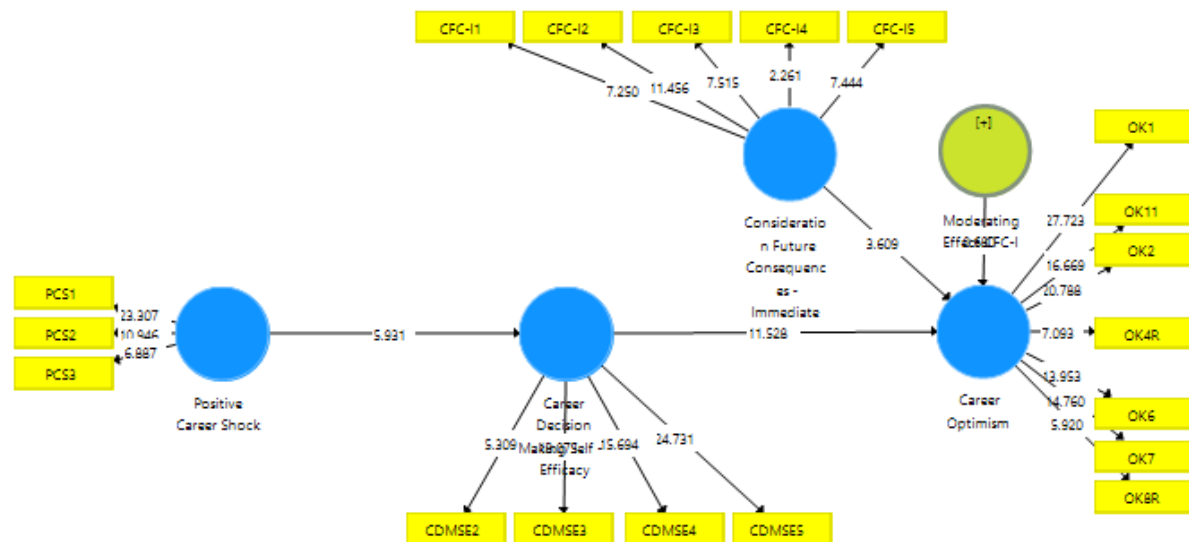 CFC-I1
CFC-I2
CFC-I3
CFC-I4
CFC-I5
7.250
11.456
7.515
2.261
7.444
[+]
OK1
OK11
OK2
OK4R
OK6
OK7
OK8R
Consideratio
n Future
Consequenc
es -
Immediate
Moderating
3.609
27.723
16.669
20.788
7.093
13.953
14.760
5.920
PCS1
PCS2
PCS3
23.307
10.946
6.887
5.931
11.528
Positive
Career Shock
Career
Decision
Efficacy
Career
Optimism
5.309
15.694
24.731
CDMSE2
CDMSE3
CDMSE4
CDMSE5